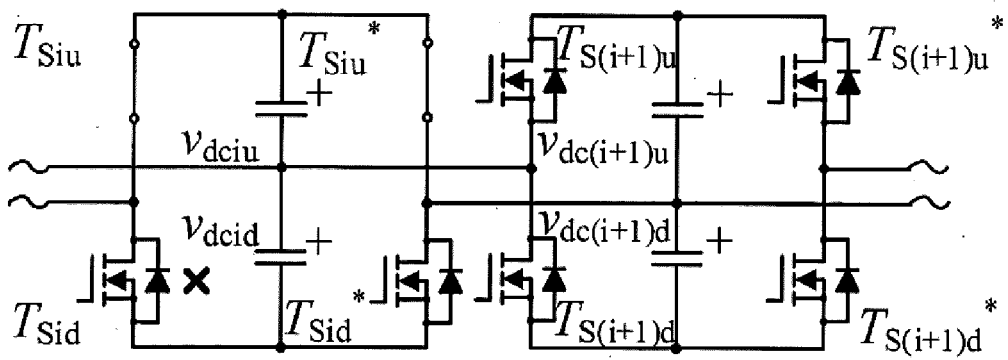 T_Siu
T_Siu*
T_S(i+1)u
T_S(i+1)u*
+
+
v_dciu
v_dc(i+1)u
v_dcid
v_dc(i+1)d
+
+
T_Sid
T_Sid*
T_S(i+1)d
T_S(i+1)d*